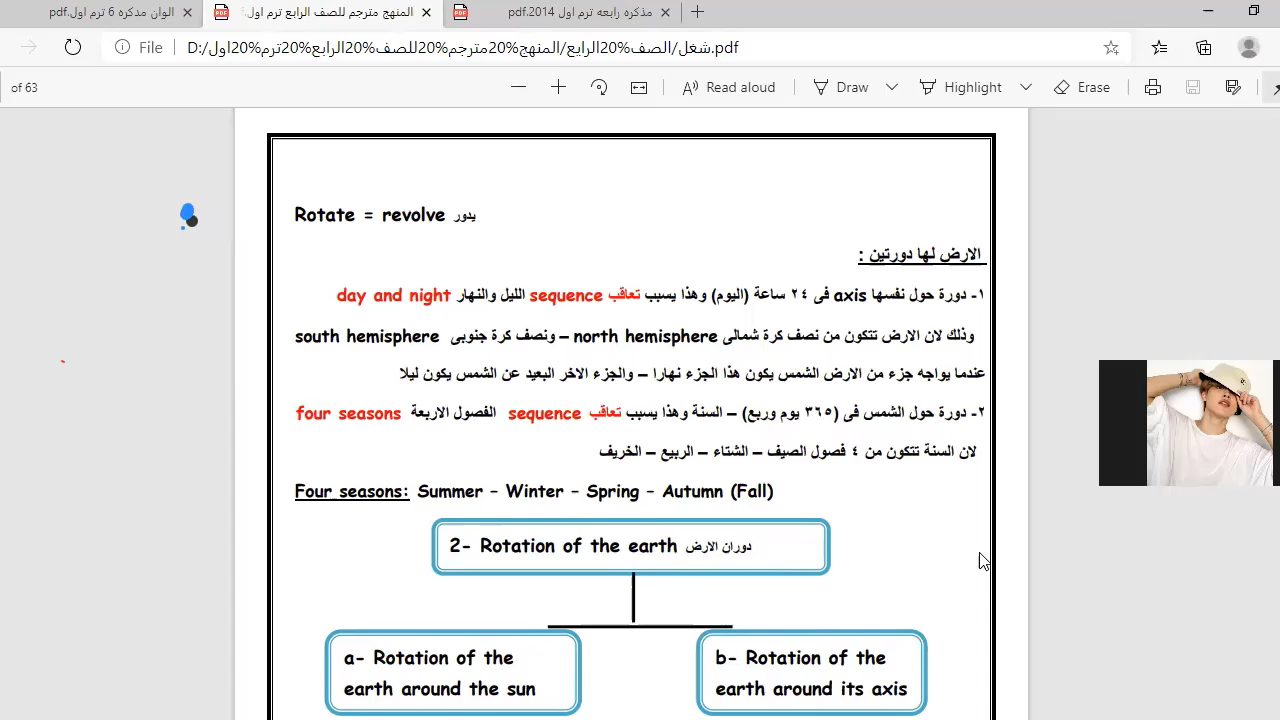 الوان مذكره 6 ترم اول.pdf
المنهج مترجم للصف الرابع ترم اول.؟
مذكره رابعه ترم اول 2014.pdf
File
D:/شغل/الصف%20الرابع/المنهج%20مترجم%20للصف%20الرابع%20ترم%20اول.pdf
of 63
Read aloud
Draw
Highlight
Erase
Rotate = revolve يدور
الارض لها دورتين :
١- دورة حول نفسها axis فى ٢٤ ساعة (اليوم) وهذا يسبب تعاقب sequence الليل والنهار day and night
وذلك لان الارض تتكون من نصف كرة شمالى north hemisphere – ونصف كرة جنوبى south hemisphere
عندما يواجه جزء من الارض الشمس يكون هذا الجزء نهارا – والجزء الاخر البعيد عن الشمس يكون ليلا
٢- دورة حول الشمس فى (٣٦٥ يوم وربع) – السنة وهذا يسبب تعاقب sequence الفصول الاربعة four seasons
لان السنة تتكون من ٤ فصول الصيف – الشتاء – الربيع – الخريف
Four seasons: Summer – Winter – Spring – Autumn (Fall)
2- Rotation of the earth دوران الارض
a- Rotation of the
earth around the sun
b- Rotation of the
earth around its axis